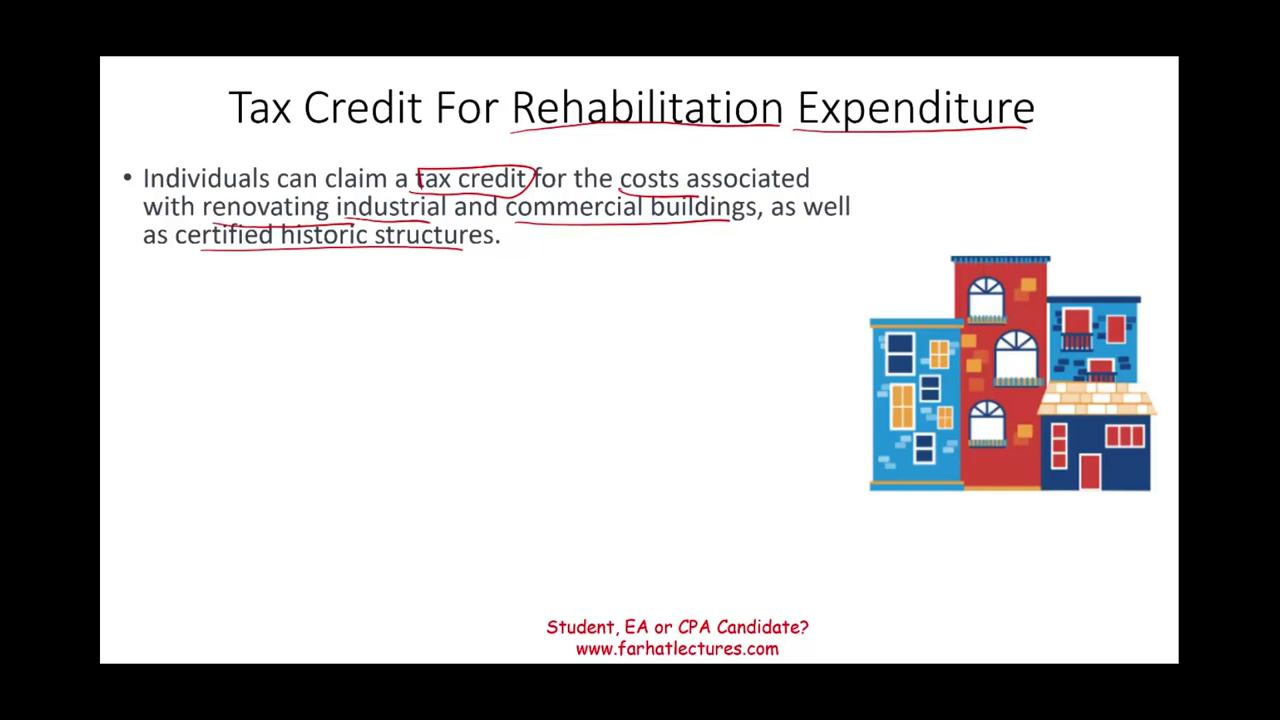 Tax Credit For Rehabilitation Expenditure
• Individuals can claim a tax credit for the costs associated
with renovating industrial and commercial buildings, as well
as certified historic structures.
Student, EA or CPA Candidate?
www.farhatlectures.com